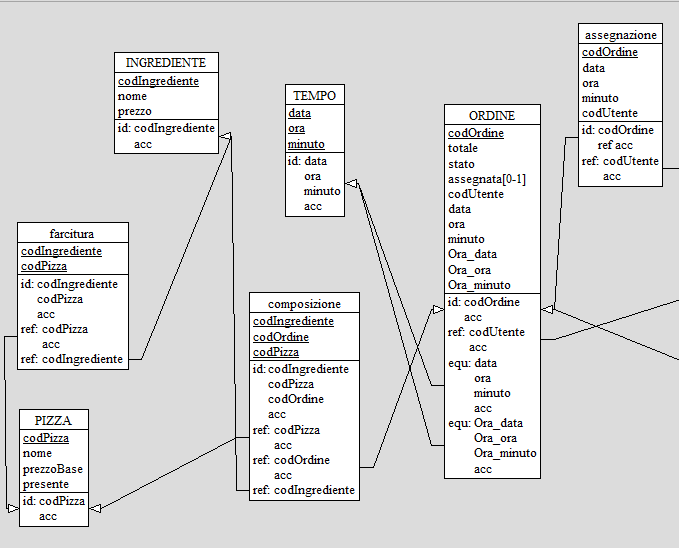 INGREDIENTE
codIngrediente
nome
prezzo
id: codIngrediente
acc
TEMPO
data
ora
minuto
id: data
ora
minuto
acc
ORDINE
codOrdine
totale
stato
assegnata[0-1]
codUtente
data
ora
minuto
Ora_data
Ora_ora
Ora_minuto
id: codOrdine
acc
ref: codUtente
acc
equ: data
ora
minuto
acc
equ: Ora_data
Ora_ora
Ora_minuto
acc
assegnazione
codOrdine
data
ora
minuto
codUtente
id: codOrdine
ref acc
ref: codUtente
acc
farcitura
codIngrediente
codPizza
id: codIngrediente
codPizza
acc
ref: codPizza
acc
ref: codIngrediente
composizione
codIngrediente
codOrdine
codPizza
id: codIngrediente
codPizza
codOrdine
acc
ref: codPizza
acc
ref: codOrdine
acc
ref: codIngrediente
PIZZA
codPizza
nome
prezzoBase
presente
id: codPizza
acc